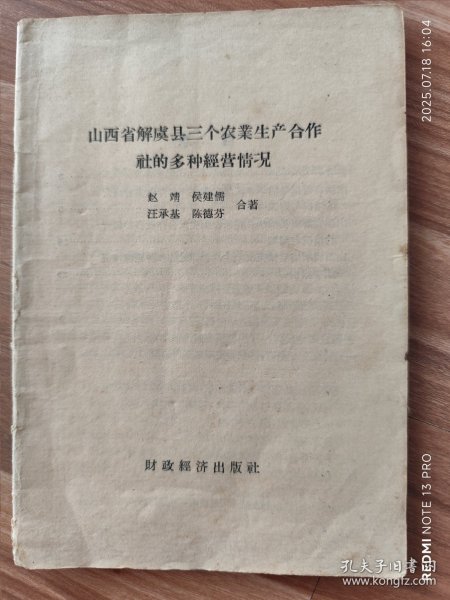 山西省解虞县三个农業生产合作
社的多种經营情况
赵靖 侯建儒
汪承基 陈德芬 合著
財政經济出版社
2025.07.18 16:04
REDMI NOTE 13 PRO
孔夫子旧书网
www.kongfz.com